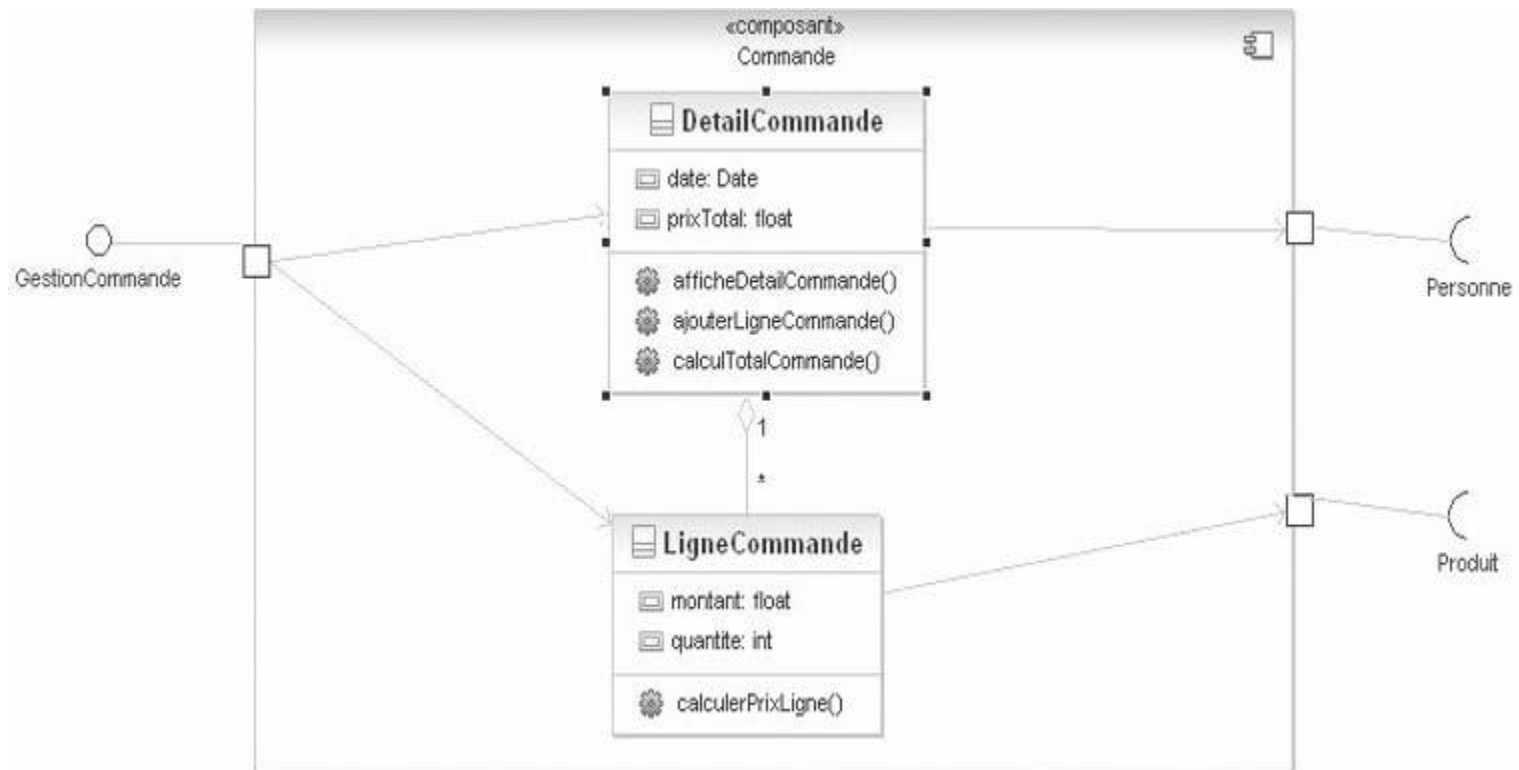 «composant»
Commande
DetailCommande
date: Date
prixTotal: float
afficheDetailCommande()
ajouterLigneCommande()
calculTotalCommande()
GestionCommande
Personne
1
*
LigneCommande
montant: float
quantite: int
calculerPrixLigne()
Produit